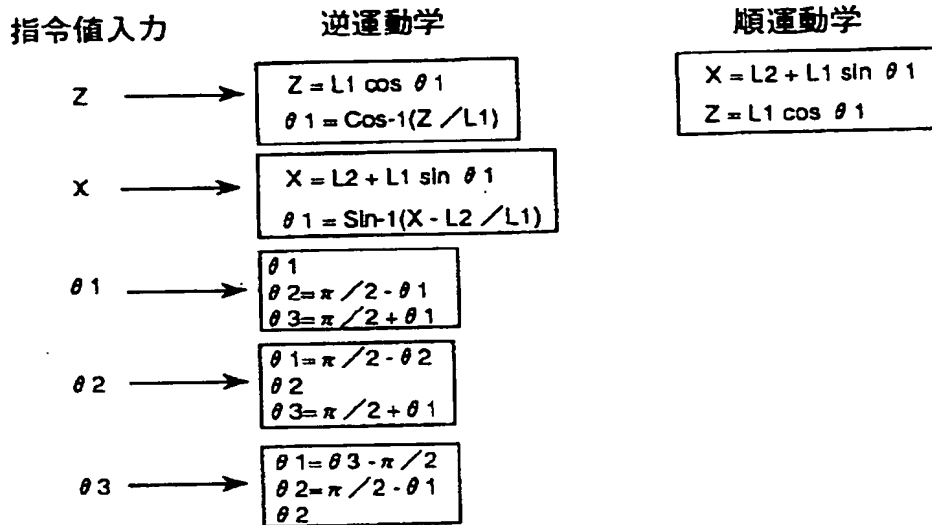 指令値入力
逆運動学
順運動学
Z
Z = L1 cos θ1
θ1 = Cos-1(Z／L1)
X = L2 + L1 sin θ1
Z = L1 cos θ1
X
X = L2 + L1 sin θ1
θ1 = Sin-1(X - L2／L1)
θ1
θ1
θ2=π／2-θ1
θ3=π／2+θ1
θ2
θ1=π／2-θ2
θ2
θ3=π／2+θ1
θ3
θ1=θ3-π／2
θ2=π／2-θ1
θ2